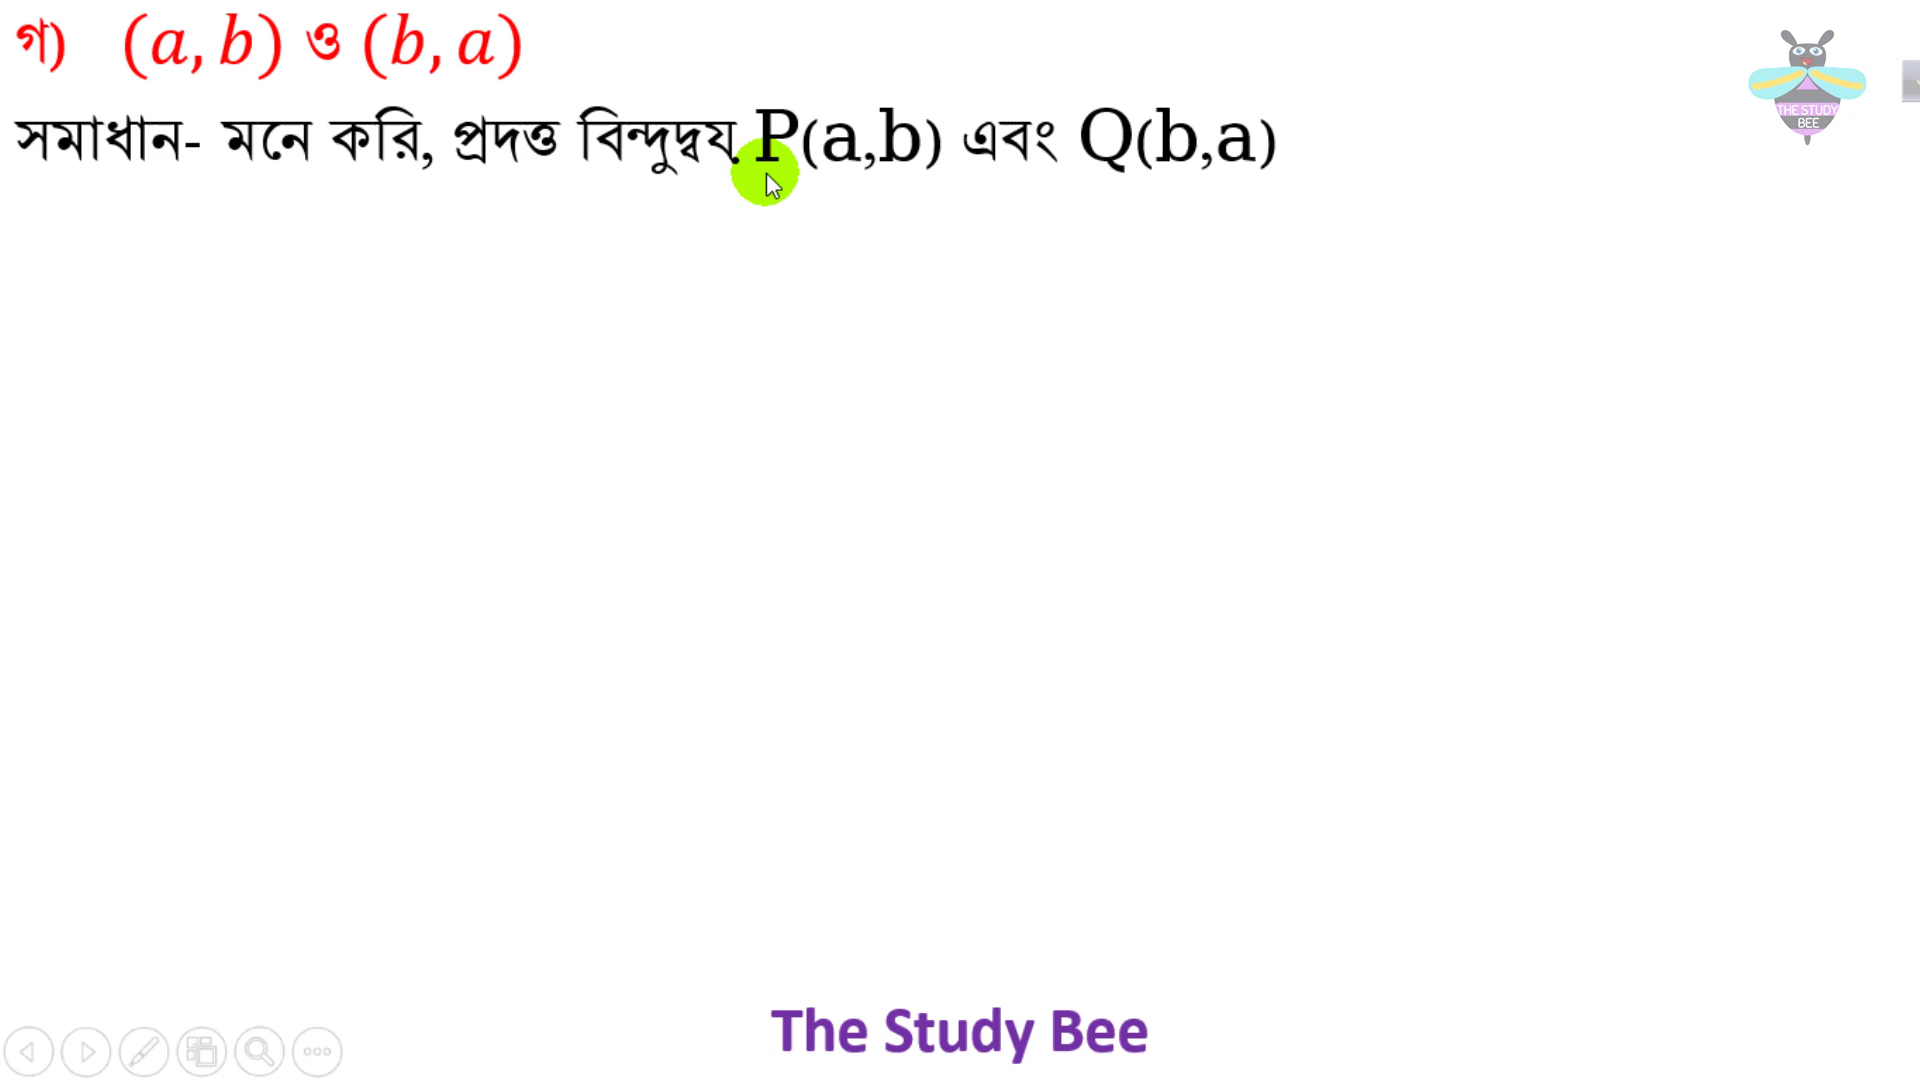 গ) (a, b) ও (b, a)
সমাধান- মনে করি, প্রদত্ত বিন্দুদ্বয় P(a,b) এবং Q(b,a)
THE STUDY
BEE
The Study Bee